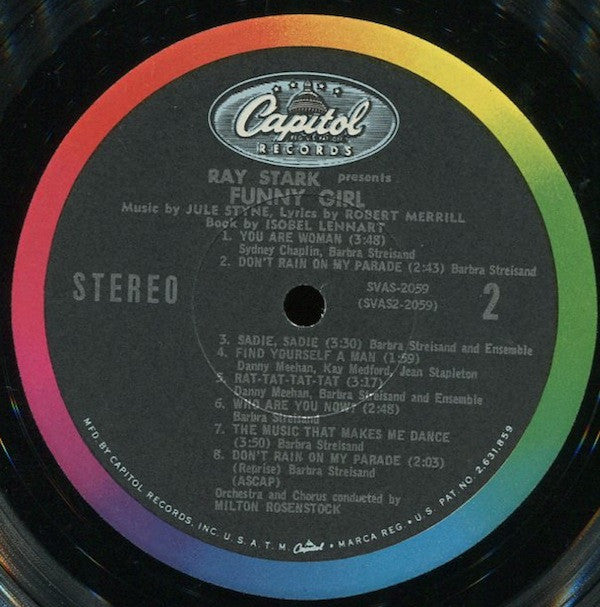 Capitol
RECORDS
RAY STARK presents
FUNNY GIRL
Music by JULE STYNE, Lyrics by ROBERT MERRILL
Book by ISOBEL LENNART
1. YOU ARE WOMAN (3:48)
Sydney Chaplin, Barbra Streisand
2. DON'T RAIN ON MY PARADE (2:43) Barbra Streisand
STEREO
SVAS-2059
(SVAS2-2059)
2
3. SADIE, SADIE (3:30) Barbra Streisand and Ensemble
4. FIND YOURSELF A MAN (1:59)
Danny Meehan, Kay Medford, Jean Stapleton
5. RAT-TAT-TAT-TAT (3:17)
Danny Meehan, Barbra Streisand and Ensemble
6. WHO ARE YOU NOW? (2:48)
Barbra Streisand
7. THE MUSIC THAT MAKES ME DANCE
(3:50) Barbra Streisand
8. DON'T RAIN ON MY PARADE (2:03)
(Reprise) Barbra Streisand
(ASCAP)
Orchestra and Chorus conducted by
MILTON ROSENSTOCK
MFD. BY CAPITOL RECORDS, INC. U.S.A. T.M. Capitol • MARCA REG. • U.S. PAT. NO. 2,631,859